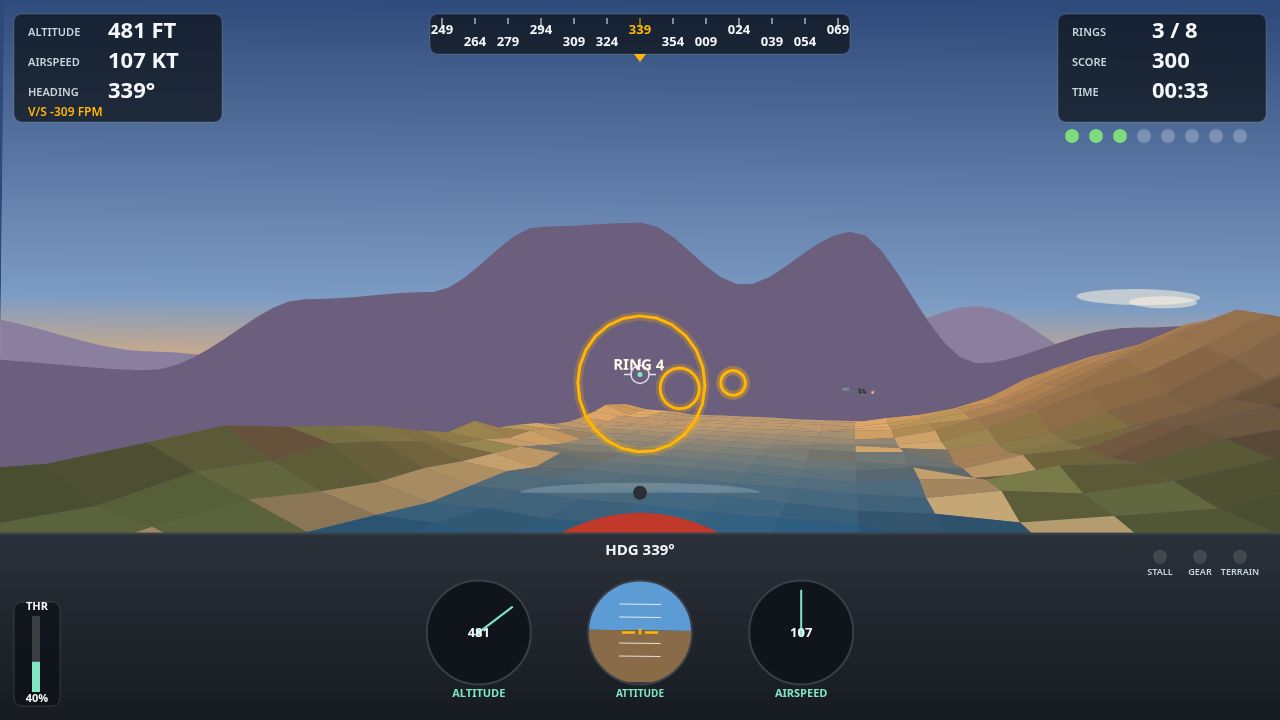 ALTITUDE 481 FT
AIRSPEED 107 KT
HEADING 339°
V/S -309 FPM
249 264 279 294 309 324 339 354 009 024 039 054 069
RINGS 3 / 8
SCORE 300
TIME 00:33
RING 4
HDG 339°
STALL GEAR TERRAIN
THR
40%
481
107
ALTITUDE
ATTITUDE
AIRSPEED